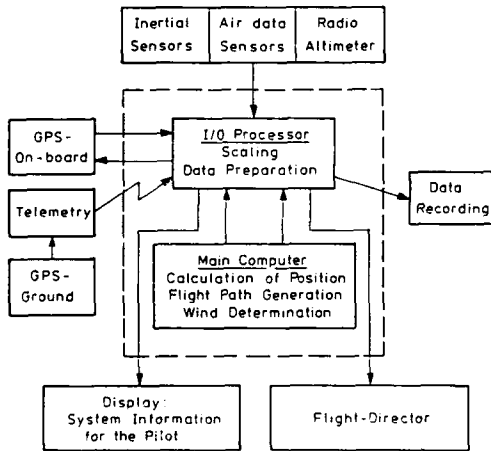 Inertial
Sensors
Air data
Sensors
Radio
Altimeter
GPS-
On-board
I/O Processor
Scaling
Data Preparation
Telemetry
Data
Recording
GPS-
Ground
Main Computer
Calculation of Position
Flight Path Generation
Wind Determination
Display:
System Information
for the Pilot
Flight-Director